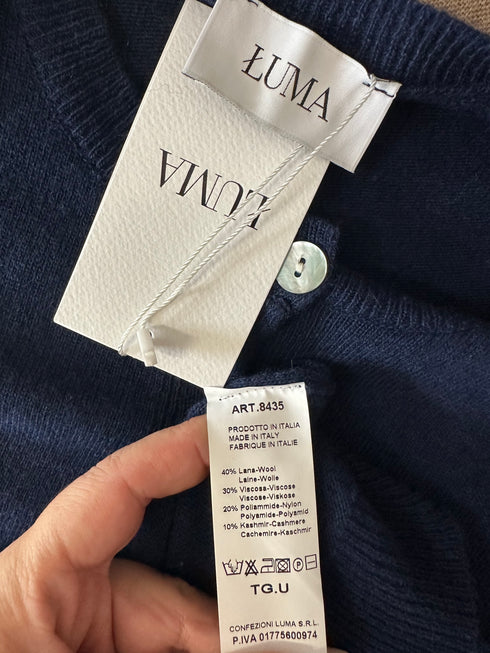 ŁUMA
ŁUMA
ART.8435
PRODOTTO IN ITALIA
MADE IN ITALY
FABRIQUE EN ITALIE
40% Lana-Wool
Laine-Wolle
30% Viscosa-Viscose
Viscose-Viskose
20% Poliammide-Nylon
Polyamide-Polyamid
10% Kashmir-Cashmere
Cachemire-Kaschmir
TG.U
CONFEZIONI LUMA S.R.L.
P.IVA 01775600974